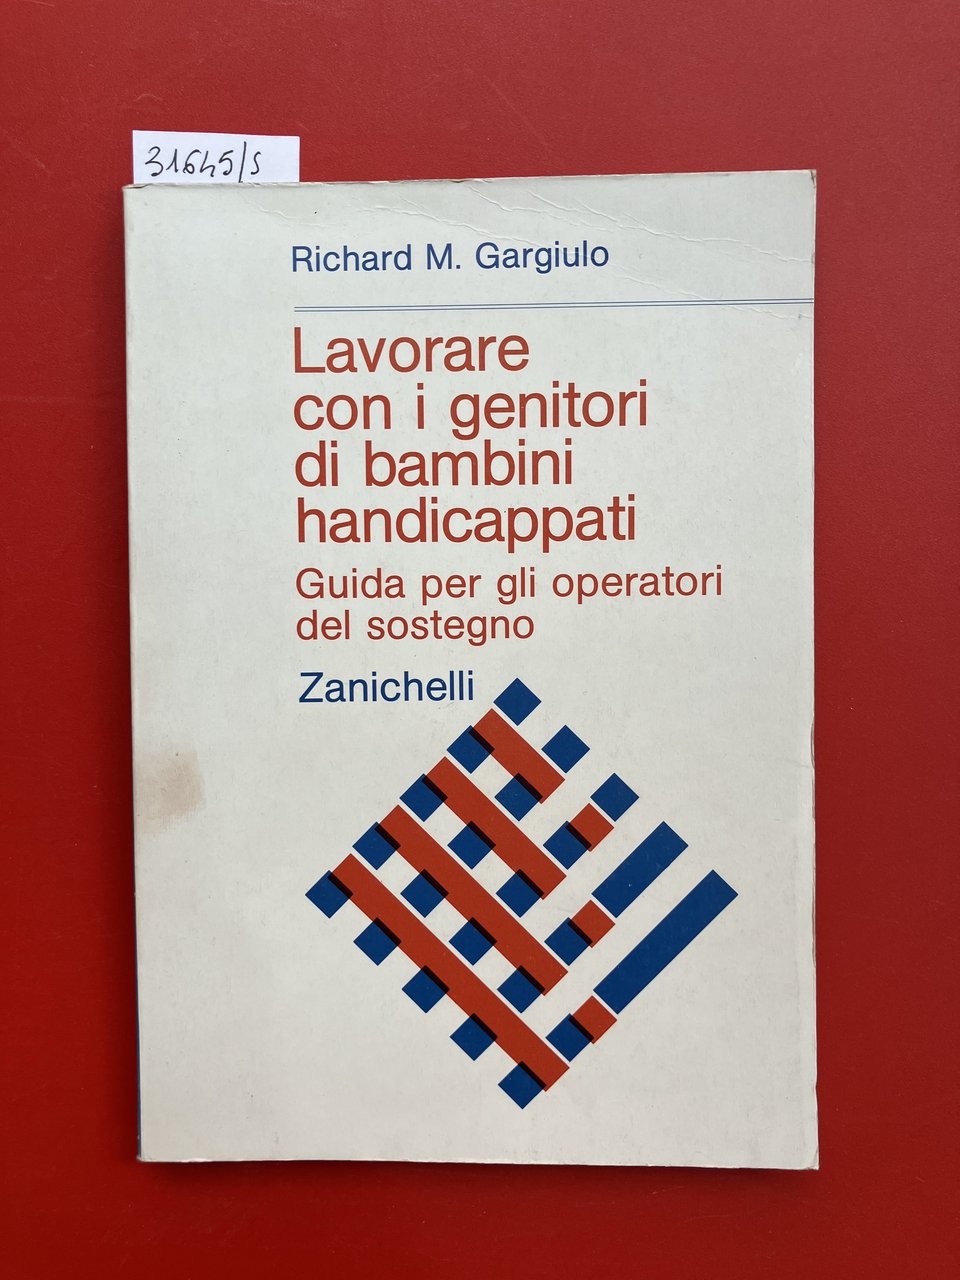 31645/s
Richard M. Gargiulo
Lavorare
con i genitori
di bambini
handicappati
Guida per gli operatori
del sostegno
Zanichelli